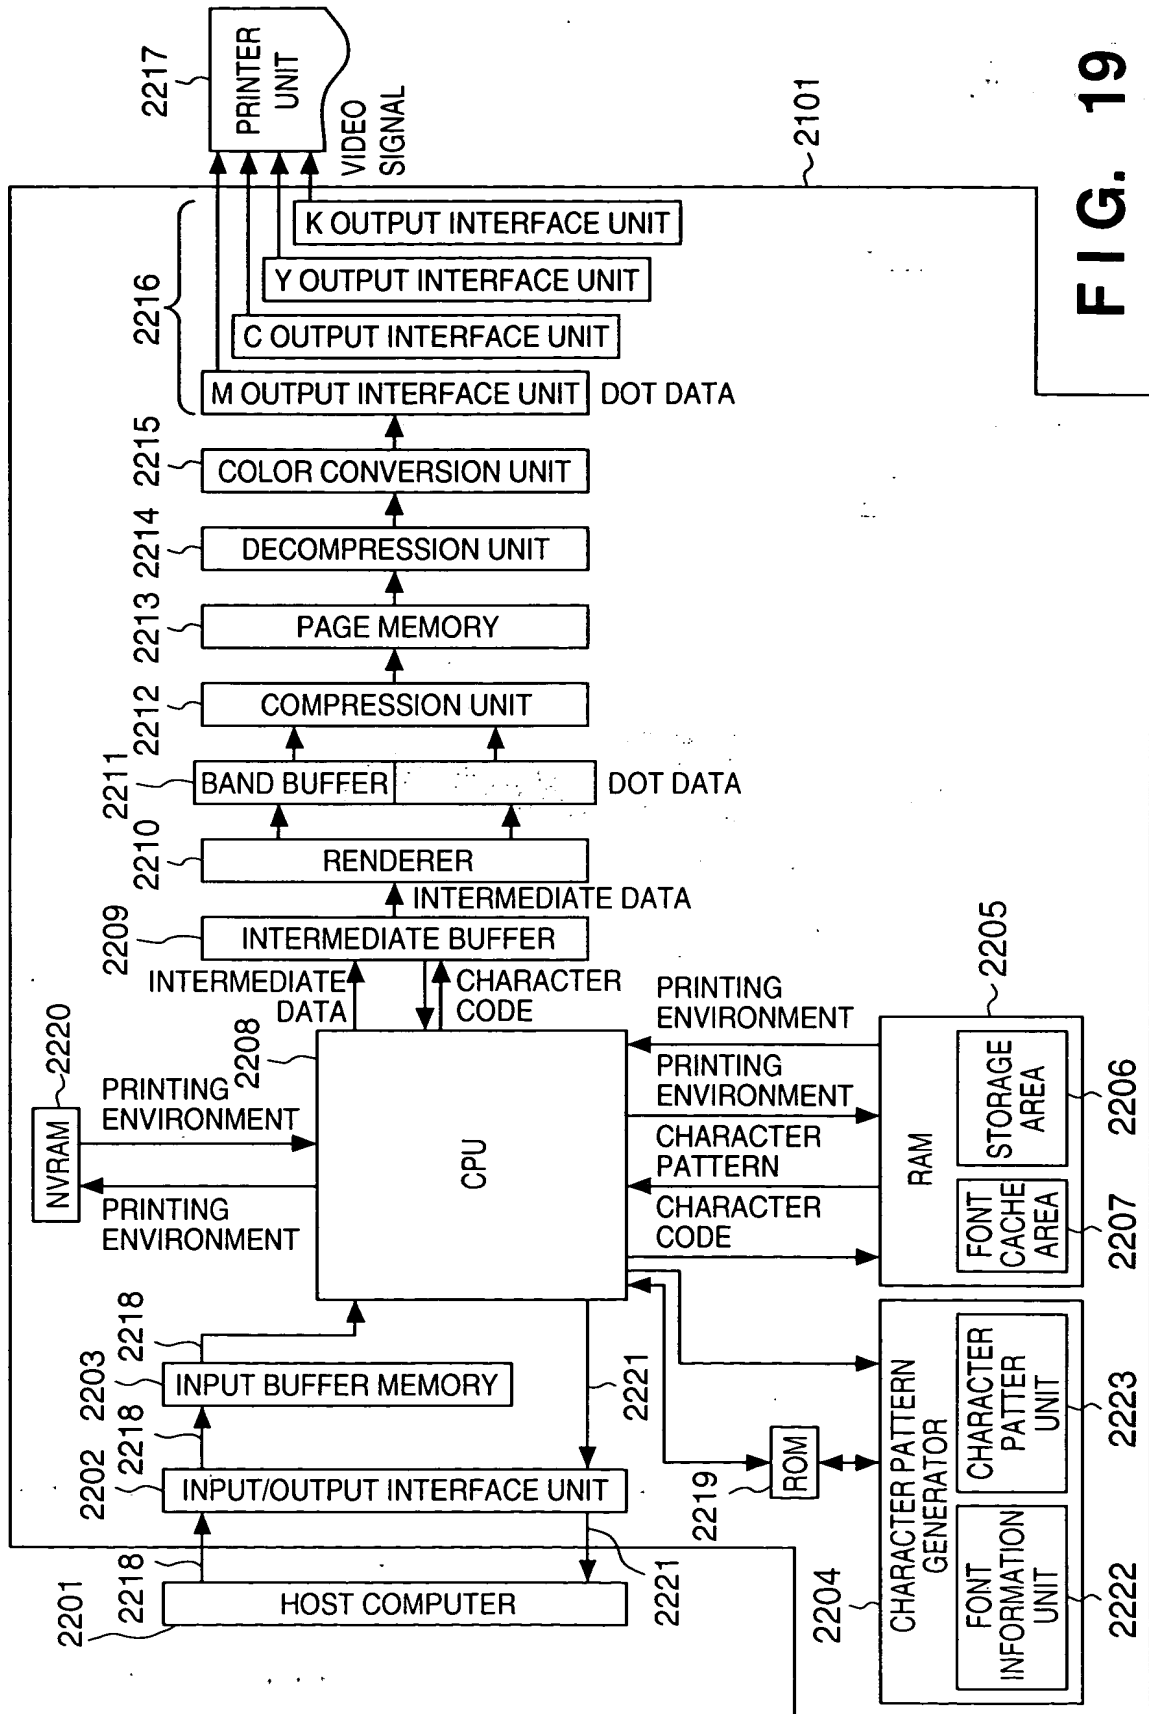 2201
HOST COMPUTER
2218
2221
2202
INPUT/OUTPUT INTERFACE UNIT
2218
2203
INPUT BUFFER MEMORY
2218
2221
2220
NVRAM
PRINTING
ENVIRONMENT
PRINTING
ENVIRONMENT
2208
CPU
INTERMEDIATE
DATA
CHARACTER
CODE
2209
INTERMEDIATE BUFFER
INTERMEDIATE DATA
2210
RENDERER
2211
BAND BUFFER
DOT DATA
2212
COMPRESSION UNIT
2213
PAGE MEMORY
2214
DECOMPRESSION UNIT
2215
COLOR CONVERSION UNIT
2216
M OUTPUT INTERFACE UNIT
DOT DATA
C OUTPUT INTERFACE UNIT
Y OUTPUT INTERFACE UNIT
K OUTPUT INTERFACE UNIT
2217
PRINTER
UNIT
VIDEO
SIGNAL
2101
PRINTING
ENVIRONMENT
PRINTING
ENVIRONMENT
CHARACTER
PATTERN
CHARACTER
CODE
2219
ROM
2204
CHARACTER PATTERN
GENERATOR
FONT
INFORMATION
UNIT
2222
CHARACTER
PATTER
UNIT
2223
2205
RAM
FONT
CACHE
AREA
2207
STORAGE
AREA
2206
FIG. 19